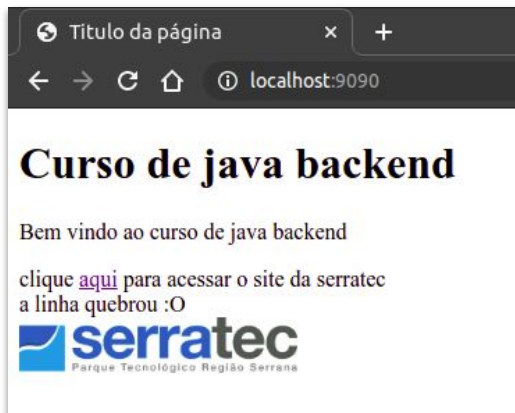 Titulo da página
localhost:9090
Curso de java backend
Bem vindo ao curso de java backend
clique aqui para acessar o site da serratec
a linha quebrou :O
serratec
Parque Tecnológico Região Serrana